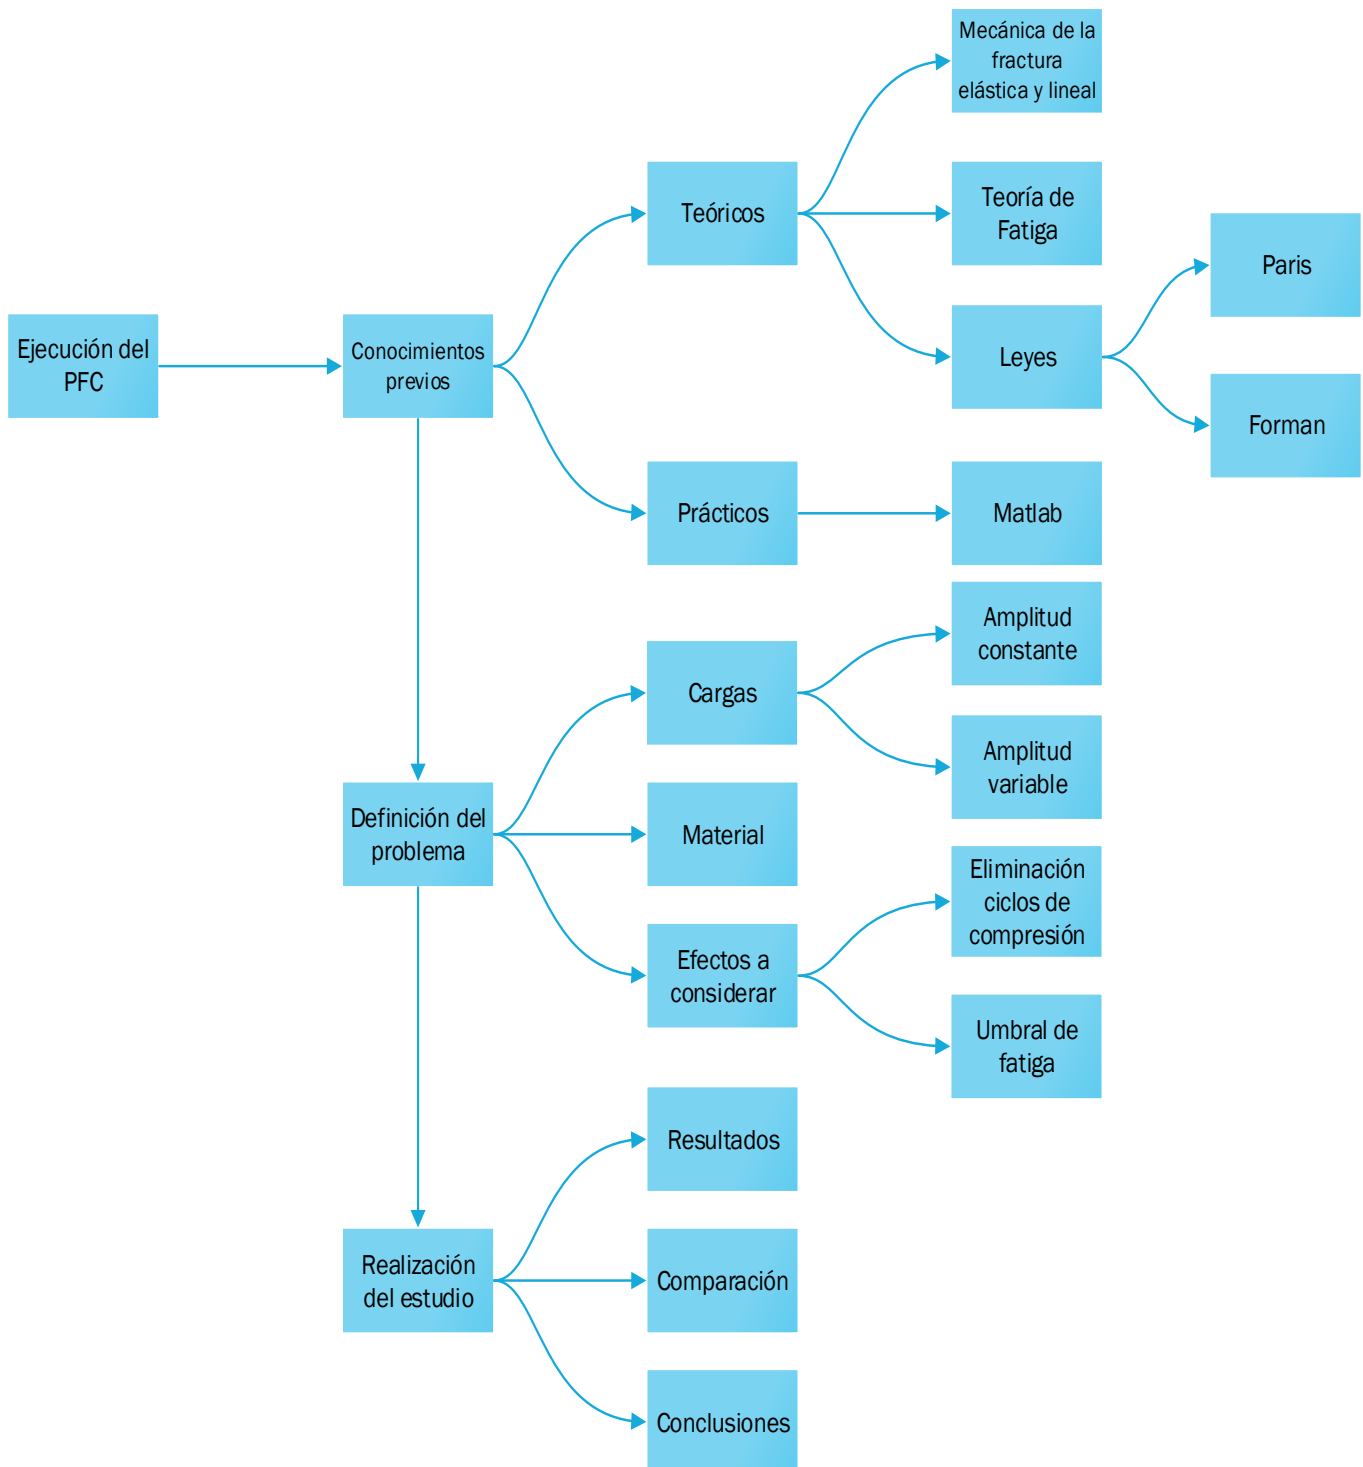 Mecánica de la
fractura
elástica y lineal
Teóricos
Teoría de
Fatiga
Paris
Ejecución del
PFC
Conocimientos
previos
Leyes
Forman
Prácticos
Matlab
Amplitud
constante
Cargas
Amplitud
variable
Definición del
problema
Material
Eliminación
ciclos de
compresión
Efectos a
considerar
Umbral de
fatiga
Resultados
Realización
del estudio
Comparación
Conclusiones